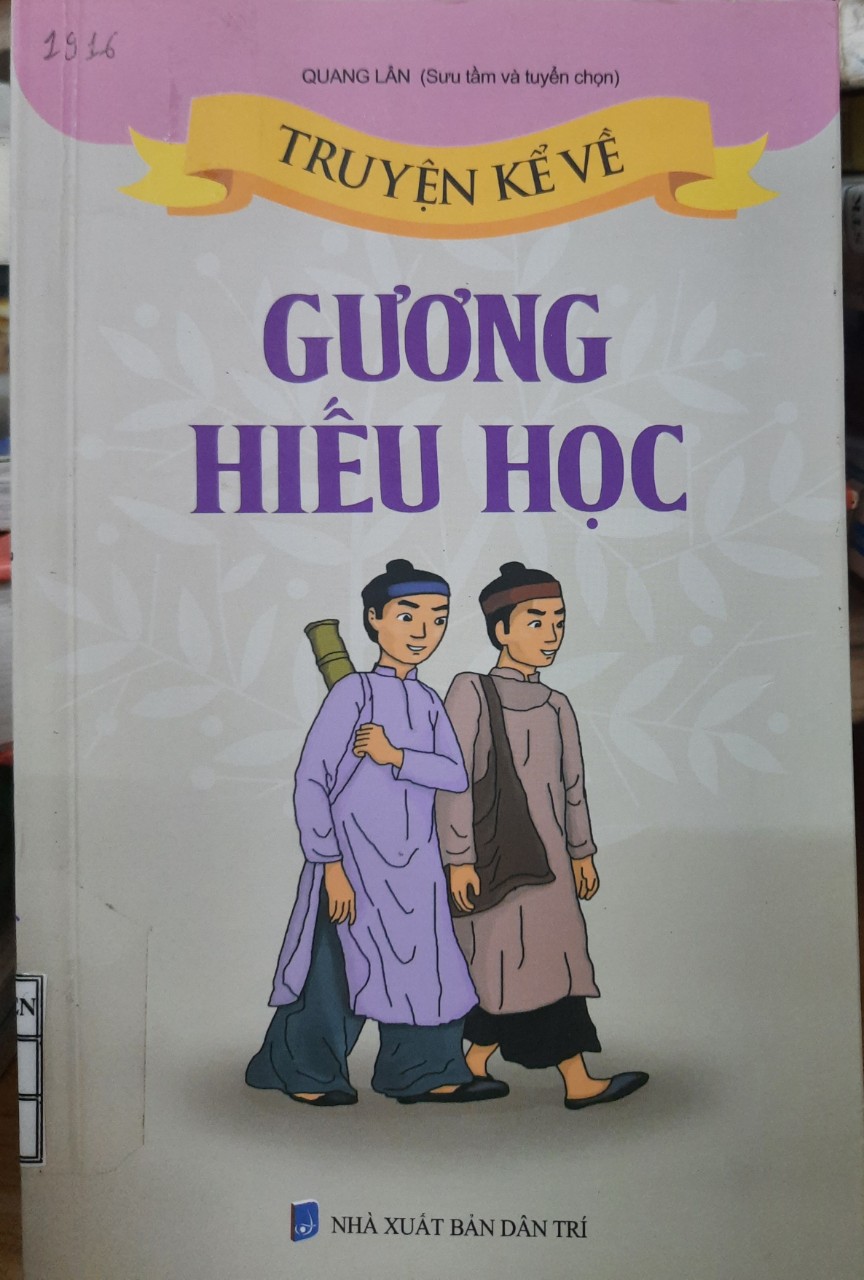 1916
QUANG LÂN (Sưu tầm và tuyển chọn)
TRUYỆN KỂ VỀ
GƯƠNG
HIẾU HỌC
NHÀ XUẤT BẢN DÂN TRÍ